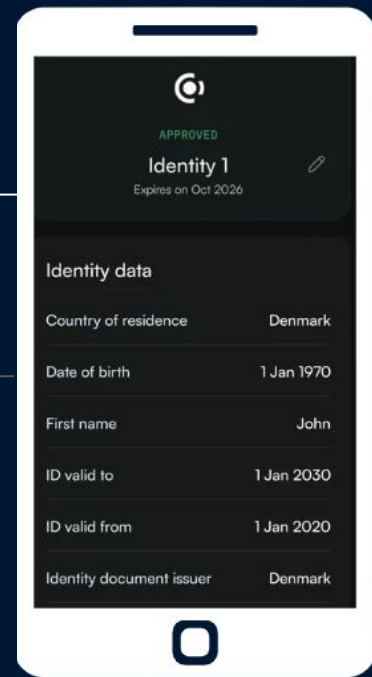 APPROVED
Identity 1
Expires on Oct 2026
Identity data
Country of residence Denmark
Date of birth 1 Jan 1970
First name John
ID valid to 1 Jan 2030
ID valid from 1 Jan 2020
Identity document issuer Denmark